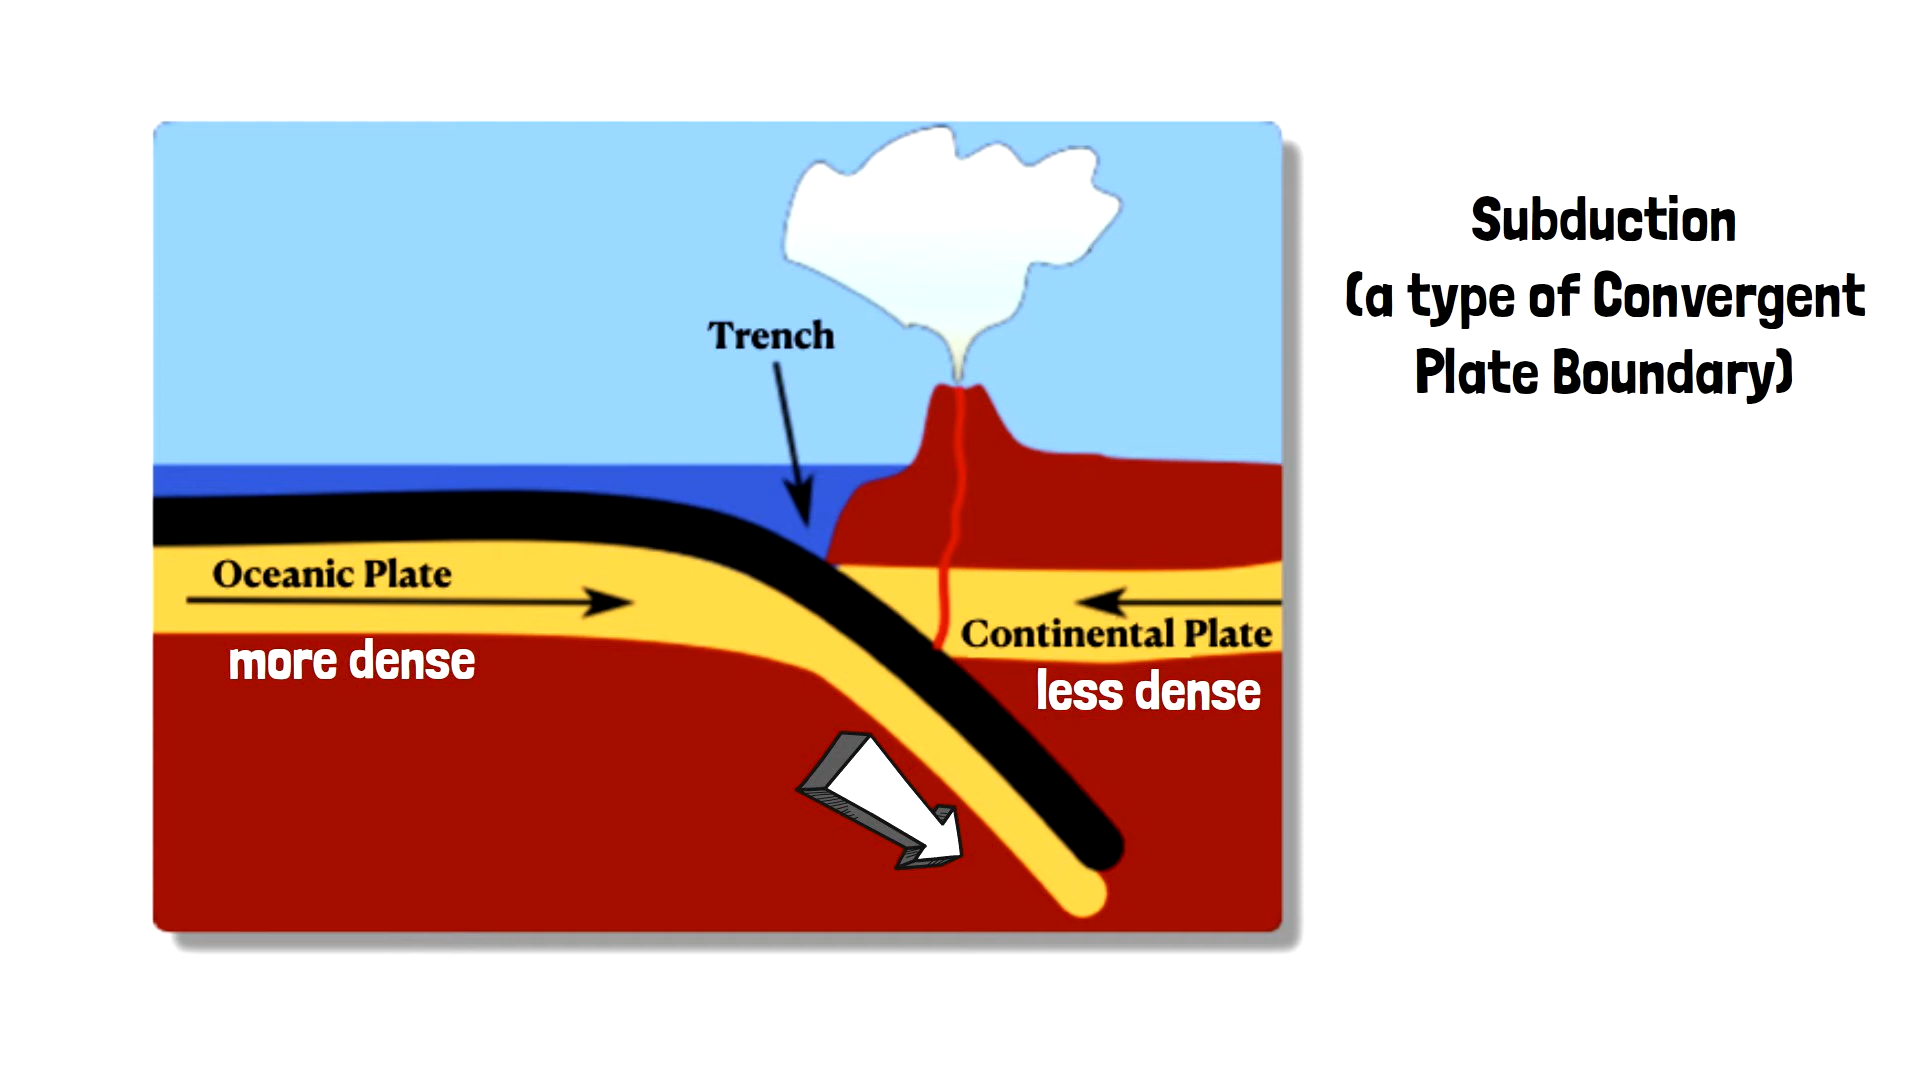 Subduction
(a type of Convergent
Plate Boundary)
Trench
Oceanic Plate
more dense
Continental Plate
less dense